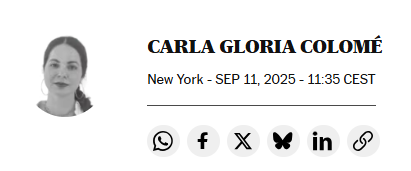 CARLA GLORIA COLOMÉ
New York - SEP 11, 2025 - 11:35 CEST